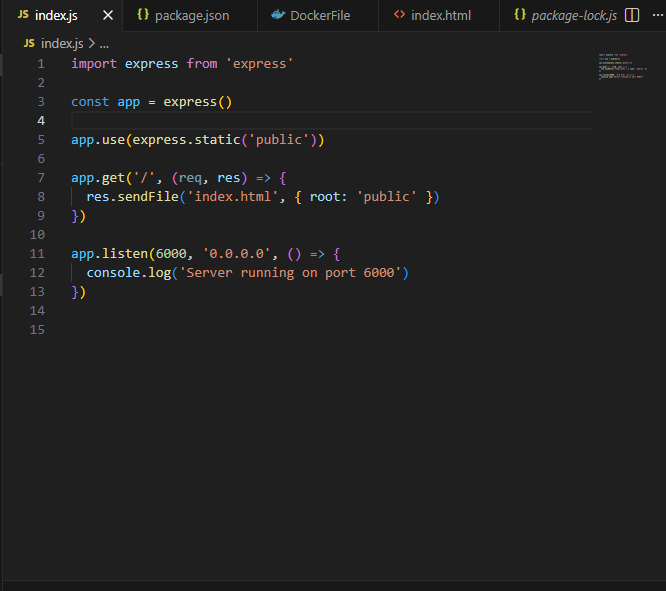 JS index.js × {} package.json DockerFile <> index.html {} package-lock.js ...
JS index.js > ...
1 import express from 'express'
2
3 const app = express()
4
5 app.use(express.static('public'))
6
7 app.get('/', (req, res) => {
8 res.sendFile('index.html', { root: 'public' })
9 })
10
11 app.listen(6000, '0.0.0.0', () => {
12 console.log('Server running on port 6000')
13 })
14
15